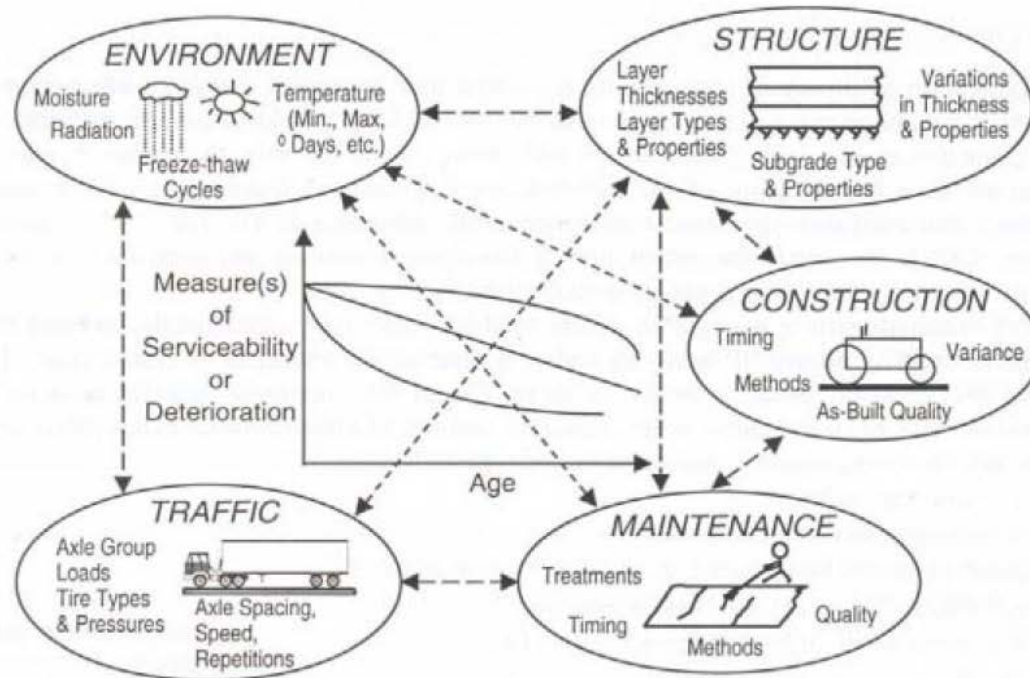 ENVIRONMENT
Moisture
Radiation
Temperature
(Min., Max,
⁰ Days, etc.)
Freeze-thaw
Cycles
STRUCTURE
Layer
Thicknesses
Layer Types
& Properties
Variations
in Thickness
& Properties
Subgrade Type
& Properties
Measure(s)
of
Serviceability
or
Deterioration
Age
CONSTRUCTION
Timing
Variance
Methods
As-Built Quality
TRAFFIC
Axle Group
Loads
Tire Types
& Pressures
Axle Spacing,
Speed,
Repetitions
MAINTENANCE
Treatments
Timing
Quality
Methods